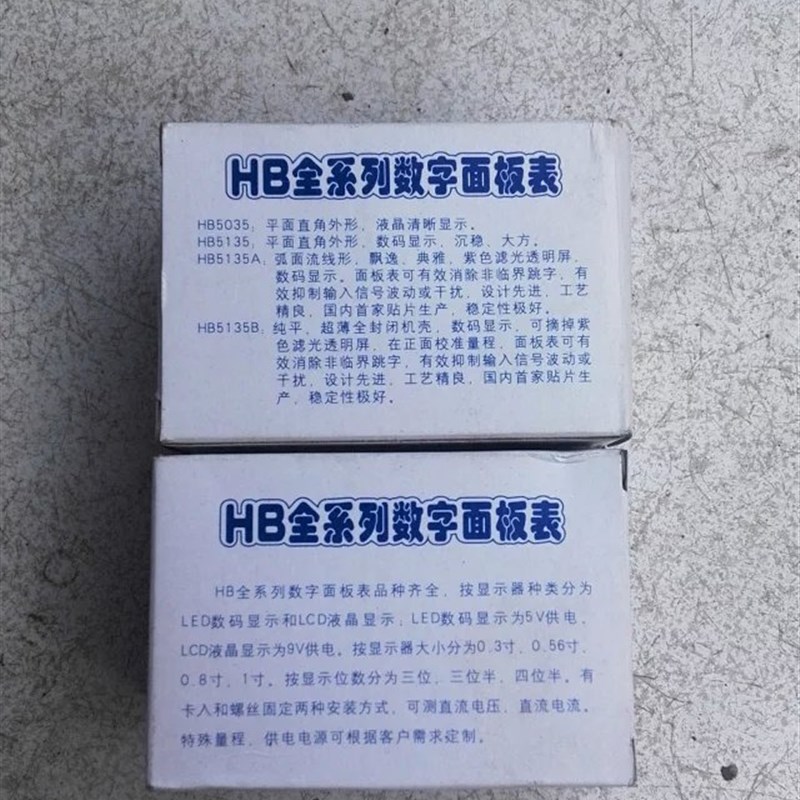 HB全系列数字面板表
HB5035：平面直角外形、液晶清晰显示。
HB5135：平面直角外形、数码显示、沉稳、大方。
HB5135A：弧面流线形、飘逸、典雅、紫色滤光透明屏，
数码显示。面板表可有效消除非临界跳字，有
效抑制输入信号波动或干扰，设计先进、工艺
精良、国内首家贴片生产、稳定性极好。
HB5135B：纯平、超薄全封闭机壳、数码显示、可摘掉紫
色滤光透明屏、在正面校准量程，面板表可有
效消除非临界跳字，有效抑制输入信号波动或
干扰，设计先进、工艺精良、国内首家贴片生
产、稳定性极好。
HB全系列数字面板表
HB全系列数字面板表品种齐全，按显示器种类分为
LED数码显示和LCD液晶显示；LED数码显示为5V供电，
LCD液晶显示为9V供电。按显示器大小分为0.3寸、0.56寸、
0.8寸、1寸。按显示位数分为三位、三位半、四位半。有
卡入和螺丝固定两种安装方式，可测直流电压、直流电流。
特殊量程、供电电源可根据客户需求定制。